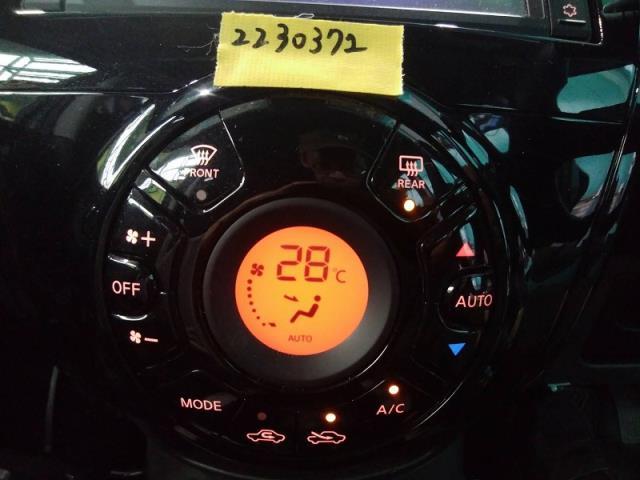 2230372
FRONT
REAR
+
28°C
OFF
AUTO
AUTO
-
MODE
A/C